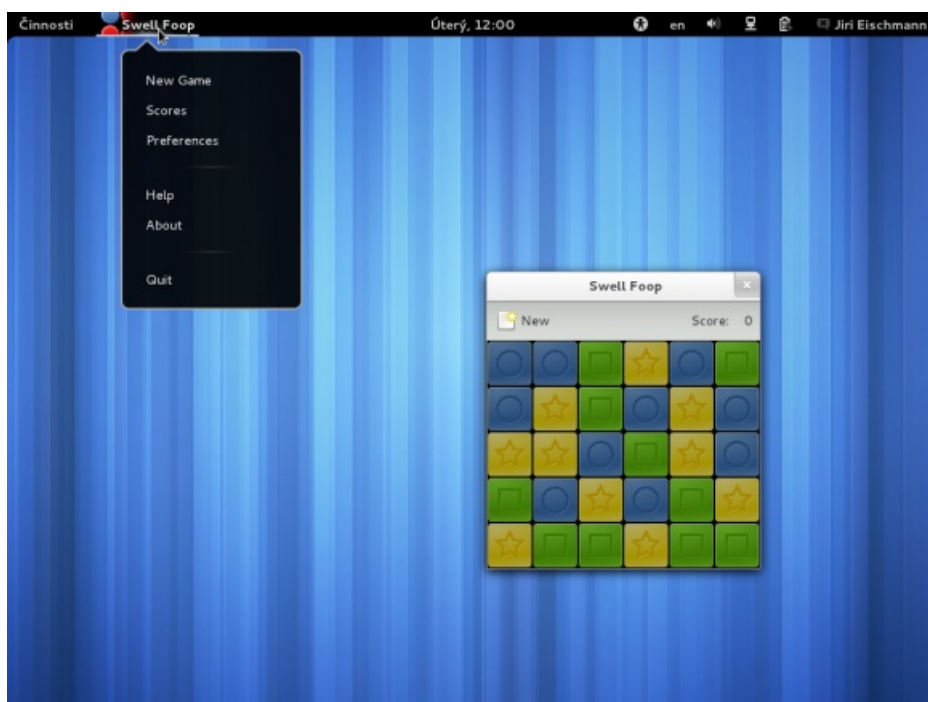 Činnosti Swell Foop Úterý, 12:00 en Jiri Eischmann
New Game
Scores
Preferences
Help
About
Quit
Swell Foop
New Score: 0